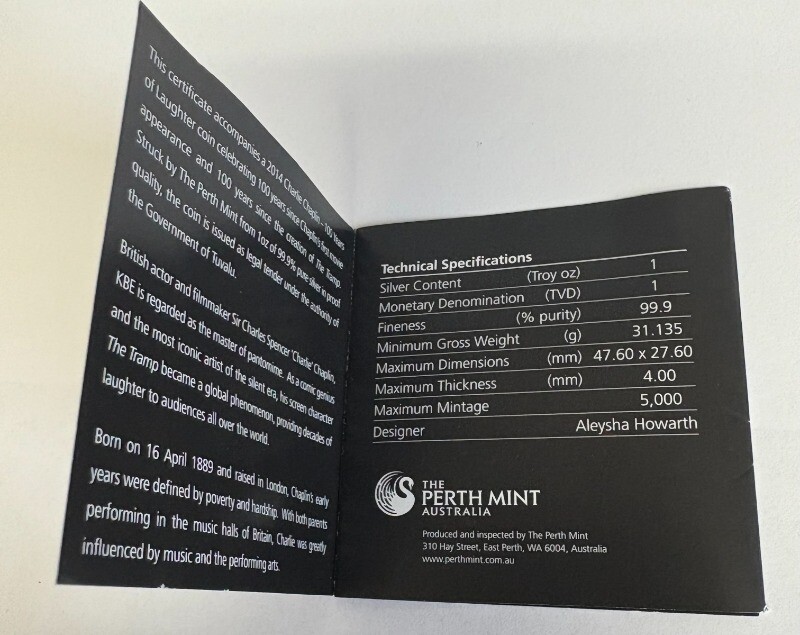 This certificate accompanies a 2014 Charlie Chaplin - 100 Years
of Laughter coin celebrating 100 years since Chaplin's first movie
appearance and 100 years since the creation of The Tramp.
Struck by The Perth Mint from 1oz of 99.9% pure silver in proof
quality, the coin is issued as legal tender under the authority of
the Government of Tuvalu.
British actor and filmmaker Sir Charles Spencer 'Charlie' Chaplin,
KBE is regarded as the master of pantomime. As a comic genius
and the most iconic artist of the silent era, his screen character
The Tramp became a global phenomenon, providing decades of
laughter to audiences all over the world.
Born on 16 April 1889 and raised in London, Chaplin's early
years were defined by poverty and hardship. With both parents
performing in the music halls of Britain, Charlie was greatly
influenced by music and the performing arts.
Technical Specifications
Silver Content (Troy oz) 1
Monetary Denomination (TVD) 1
Fineness (% purity) 99.9
Minimum Gross Weight (g) 31.135
Maximum Dimensions (mm) 47.60 x 27.60
Maximum Thickness (mm) 4.00
Maximum Mintage 5,000
Designer Aleysha Howarth
THE
PERTH MINT
AUSTRALIA
Produced and inspected by The Perth Mint
310 Hay Street, East Perth, WA 6004, Australia
www.perthmint.com.au